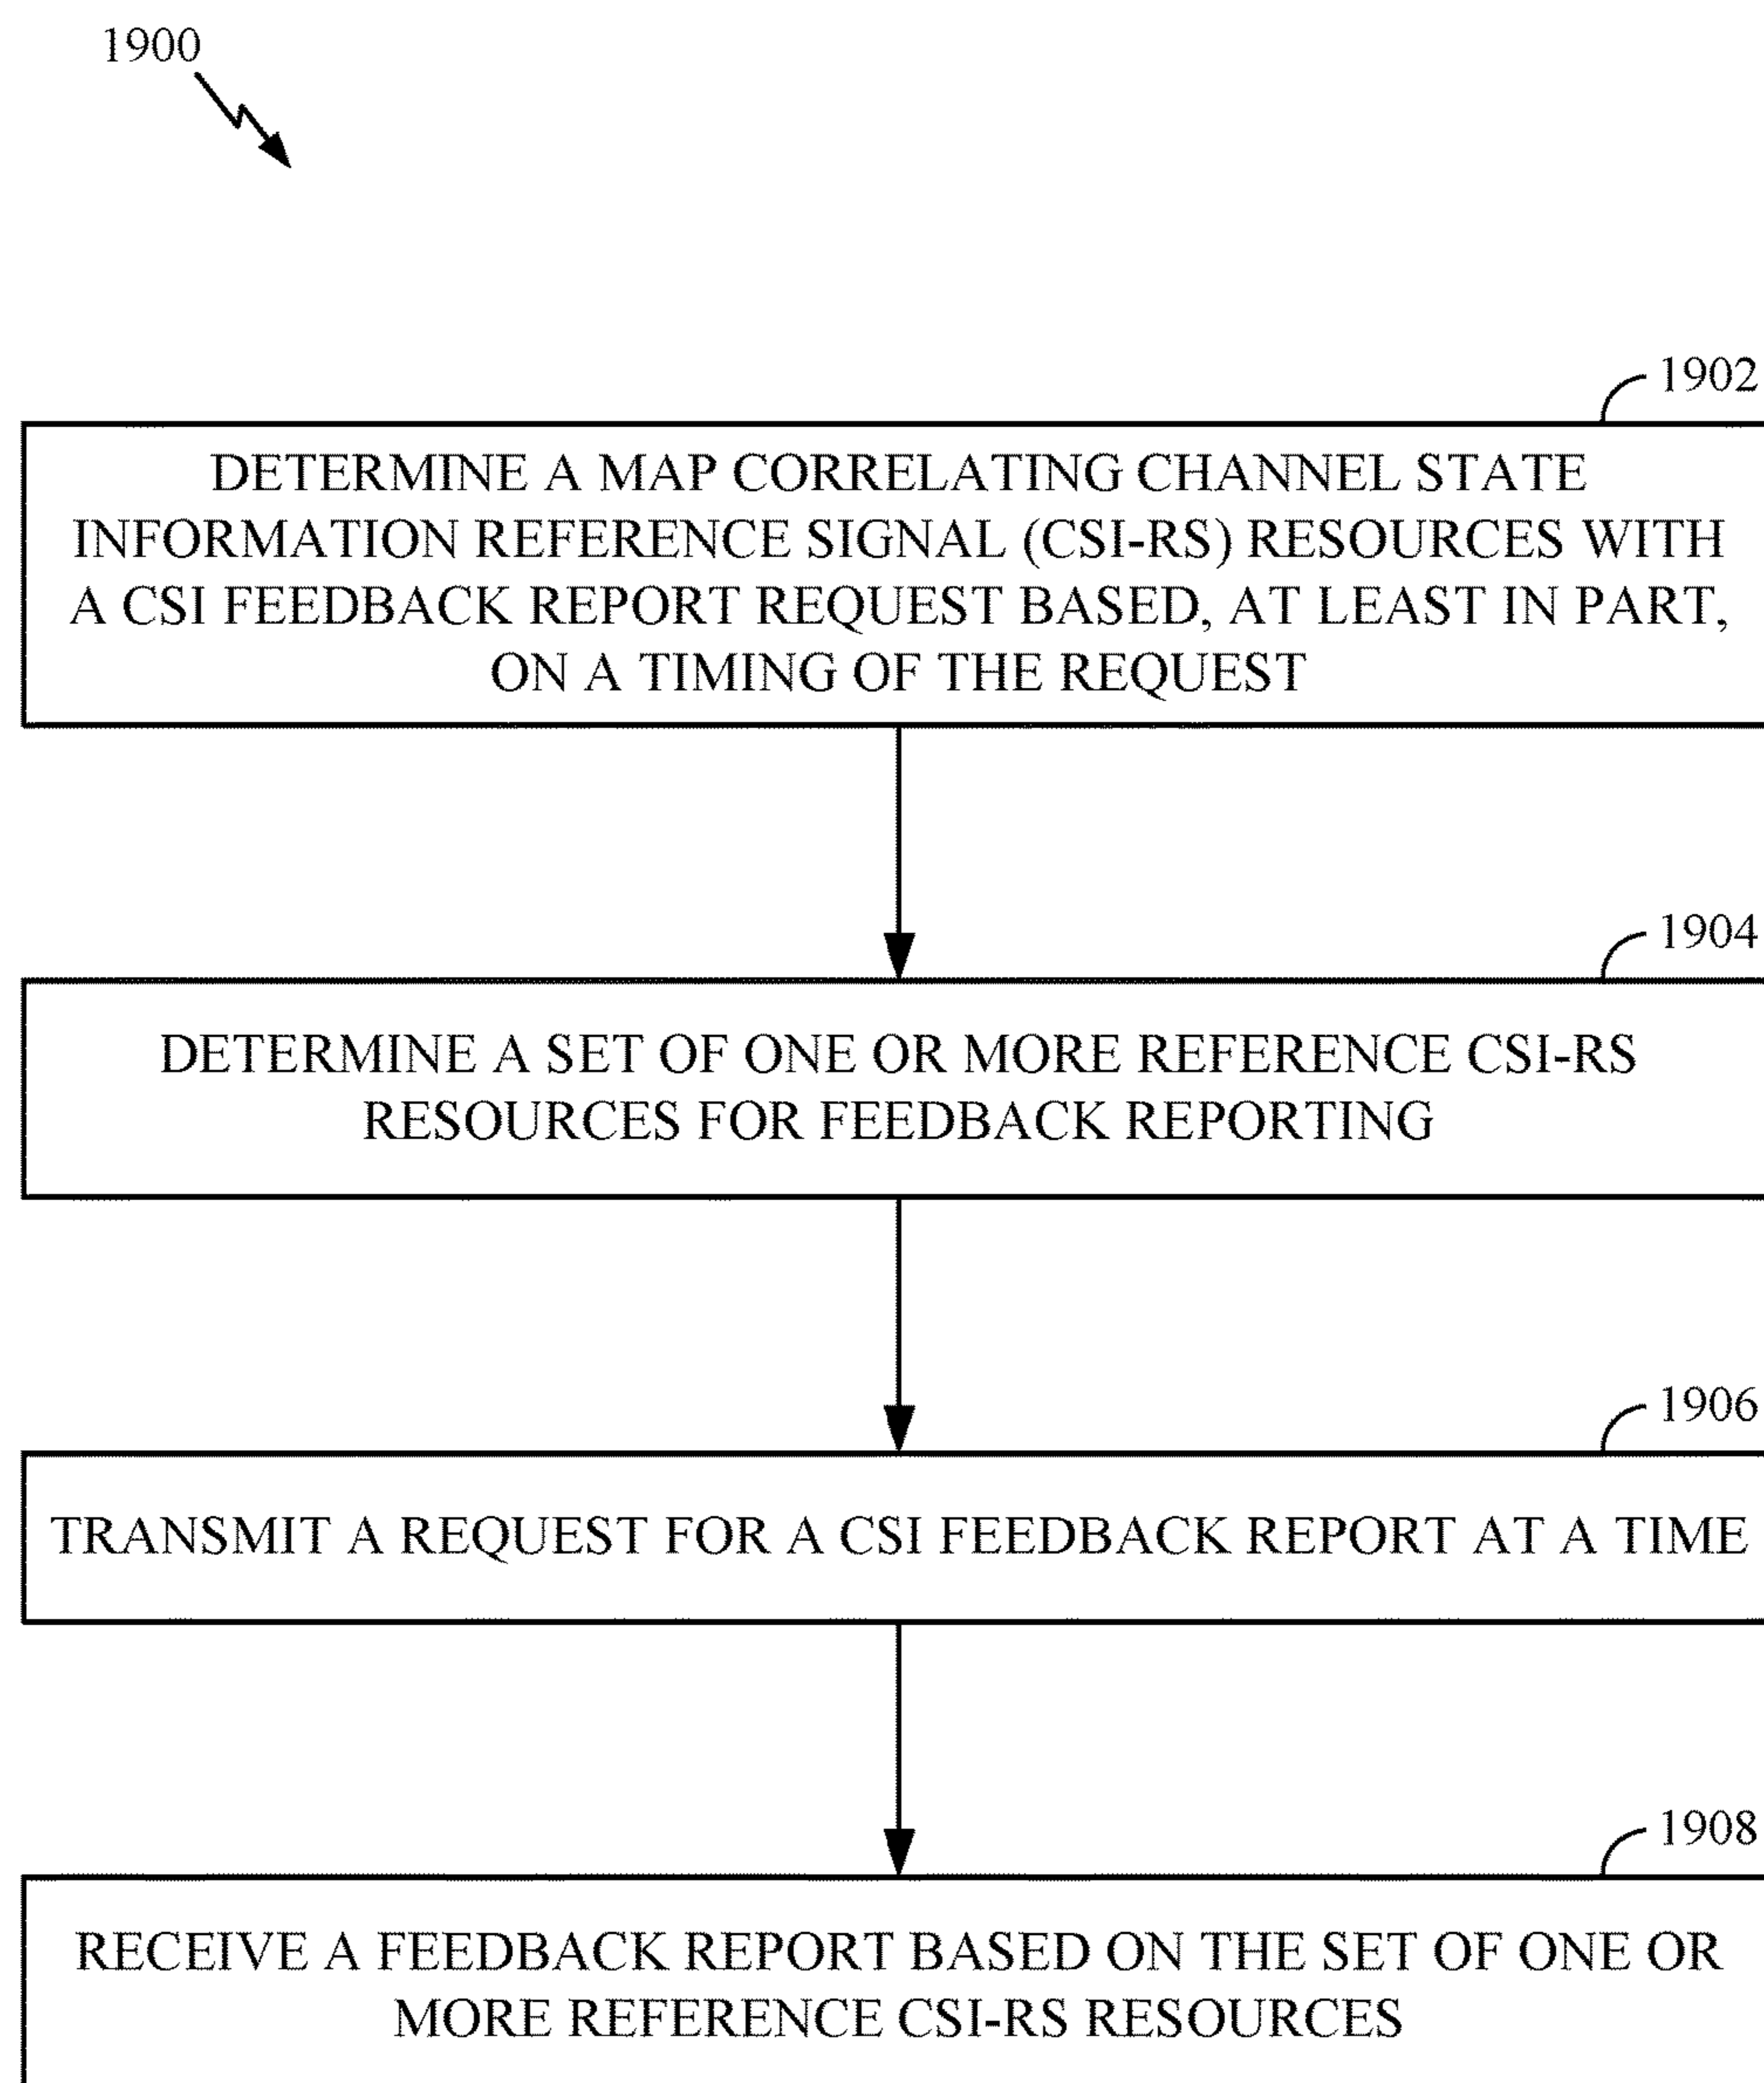 1900
1902
DETERMINE A MAP CORRELATING CHANNEL STATE
INFORMATION REFERENCE SIGNAL (CSI-RS) RESOURCES WITH
A CSI FEEDBACK REPORT REQUEST BASED, AT LEAST IN PART,
ON A TIMING OF THE REQUEST
1904
DETERMINE A SET OF ONE OR MORE REFERENCE CSI-RS
RESOURCES FOR FEEDBACK REPORTING
1906
TRANSMIT A REQUEST FOR A CSI FEEDBACK REPORT AT A TIME
1908
RECEIVE A FEEDBACK REPORT BASED ON THE SET OF ONE OR
MORE REFERENCE CSI-RS RESOURCES